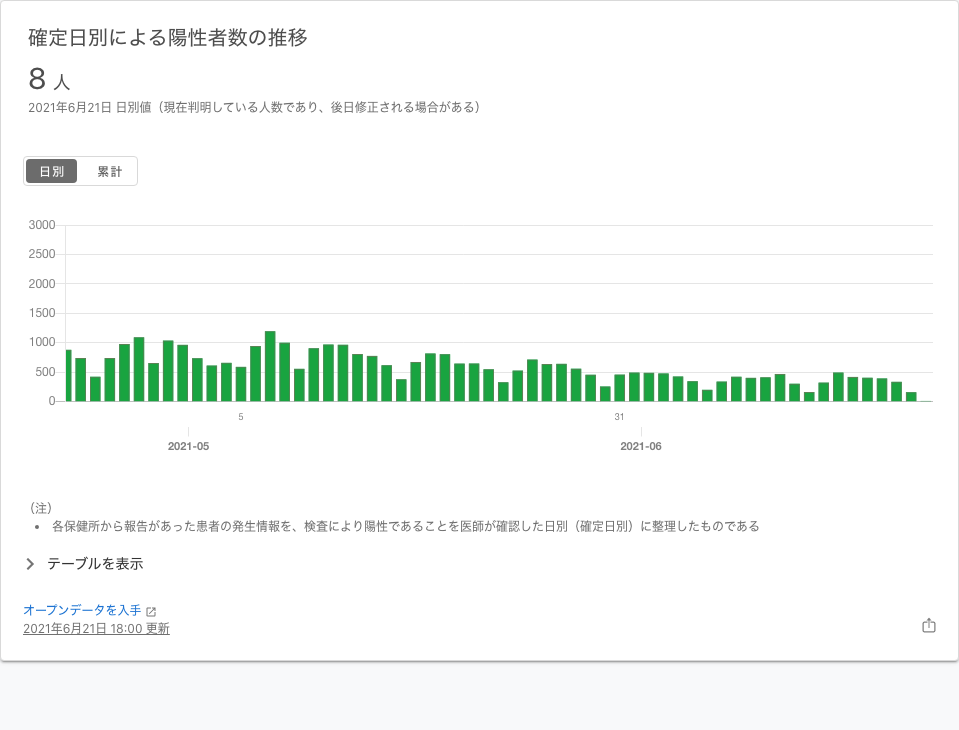 確定日別による陽性者数の推移
8 人
2021年6月21日 日別値（現在判明している人数であり、後日修正される場合がある）
日別 累計
3000
2500
2000
1500
1000
500
0
5 31
2021-05 2021-06
（注）
• 各保健所から報告があった患者の発生情報を、検査により陽性であることを医師が確認した日別（確定日別）に整理したものである
テーブルを表示
オープンデータを入手
2021年6月21日 18:00 更新